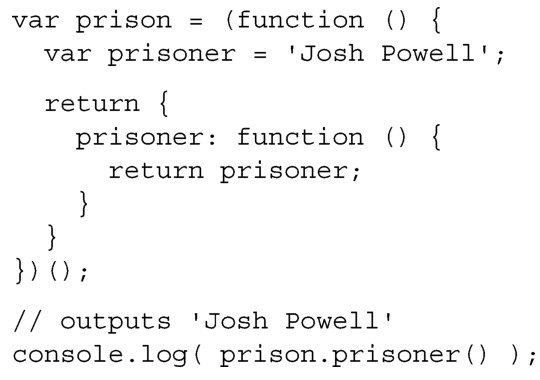 var prison = (function () {
  var prisoner = 'Josh Powell';
  return {
    prisoner: function () {
      return prisoner;
    }
  }
})();
// outputs 'Josh Powell'
console.log( prison.prisoner() );